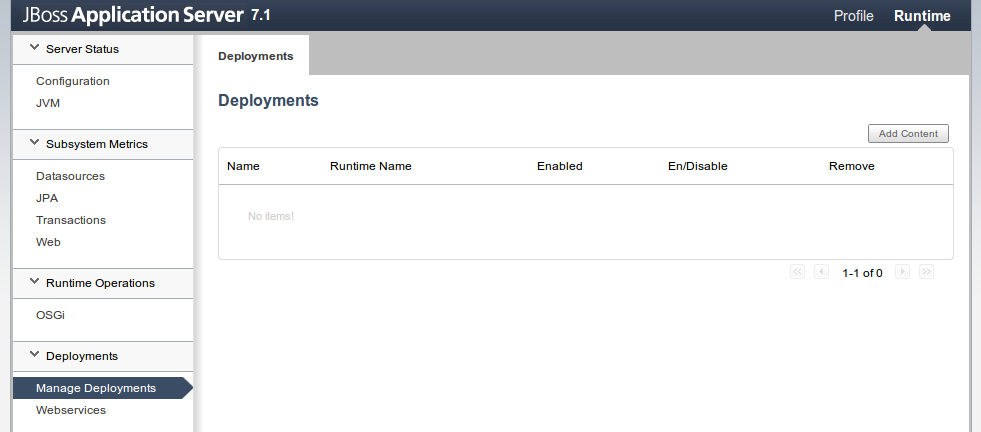 JBoss Application Server 7.1
Profile Runtime
Server Status
Configuration
JVM
Subsystem Metrics
Datasources
JPA
Transactions
Web
Runtime Operations
OSGi
Deployments
Manage Deployments
Webservices
Deployments
Deployments
Add Content
Name Runtime Name Enabled En/Disable Remove
No items!
1-1 of 0